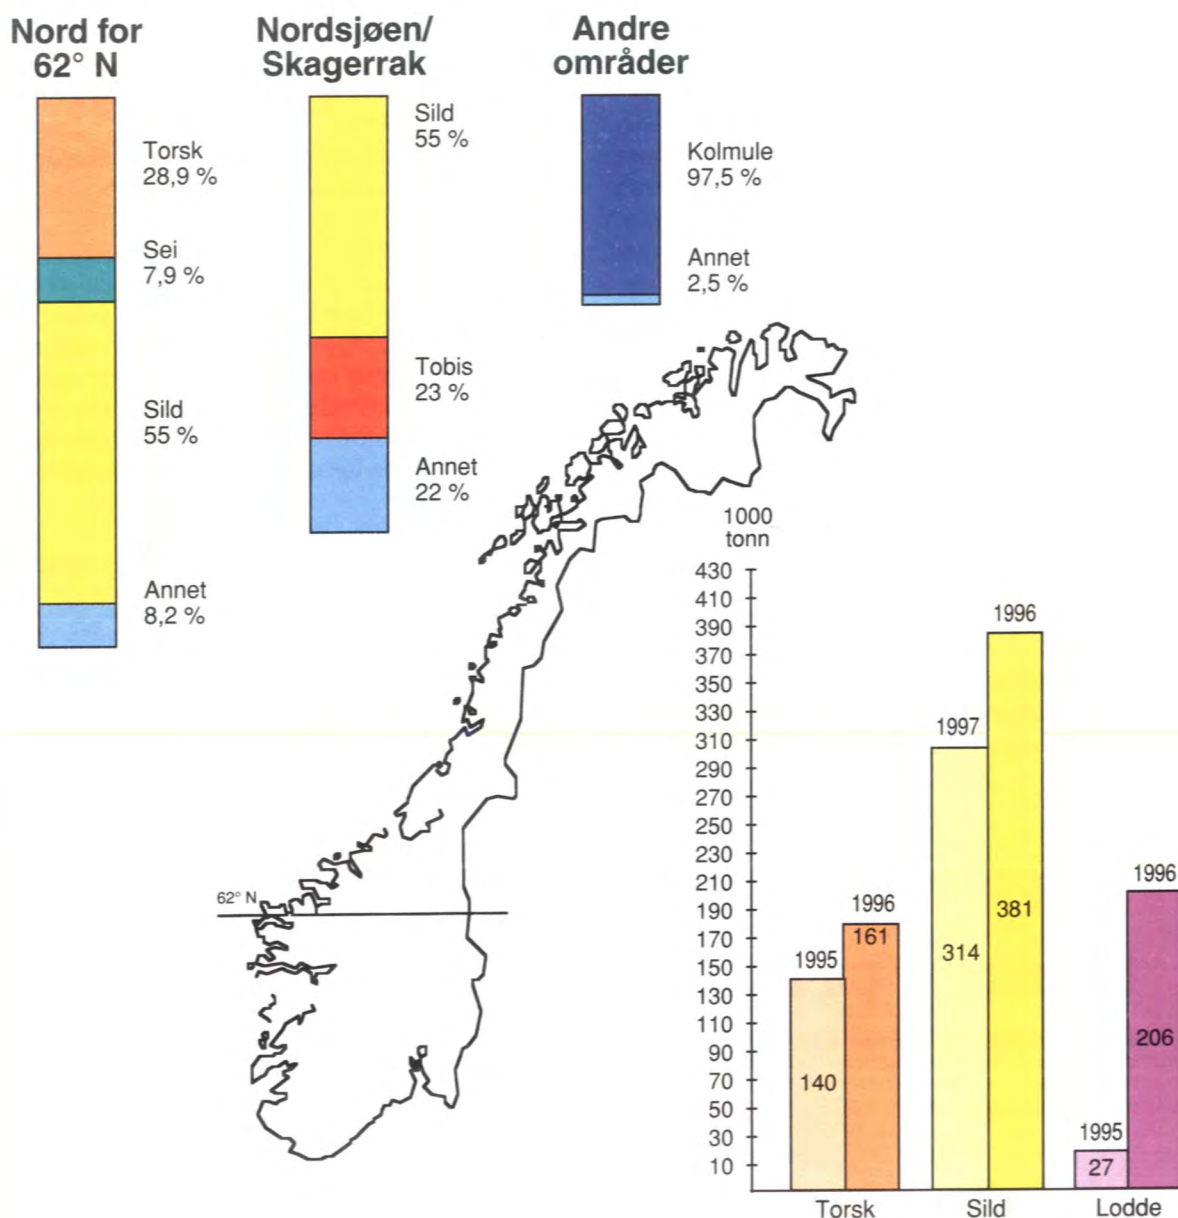 Nord for
62° N
Torsk
28,9 %
Sei
7,9 %
Sild
55 %
Annet
8,2 %
Nordsjøen/
Skagerrak
Sild
55 %
Tobis
23 %
Annet
22 %
Andre
områder
Kolmule
97,5 %
Annet
2,5 %
62° N
1000
tonn
430
410
390
370
350
330
310
290
270
250
230
210
190
170
150
130
110
90
70
50
30
10
1995
140
1996
161
Torsk
1997
314
1996
381
Sild
1995
27
1996
206
Lodde